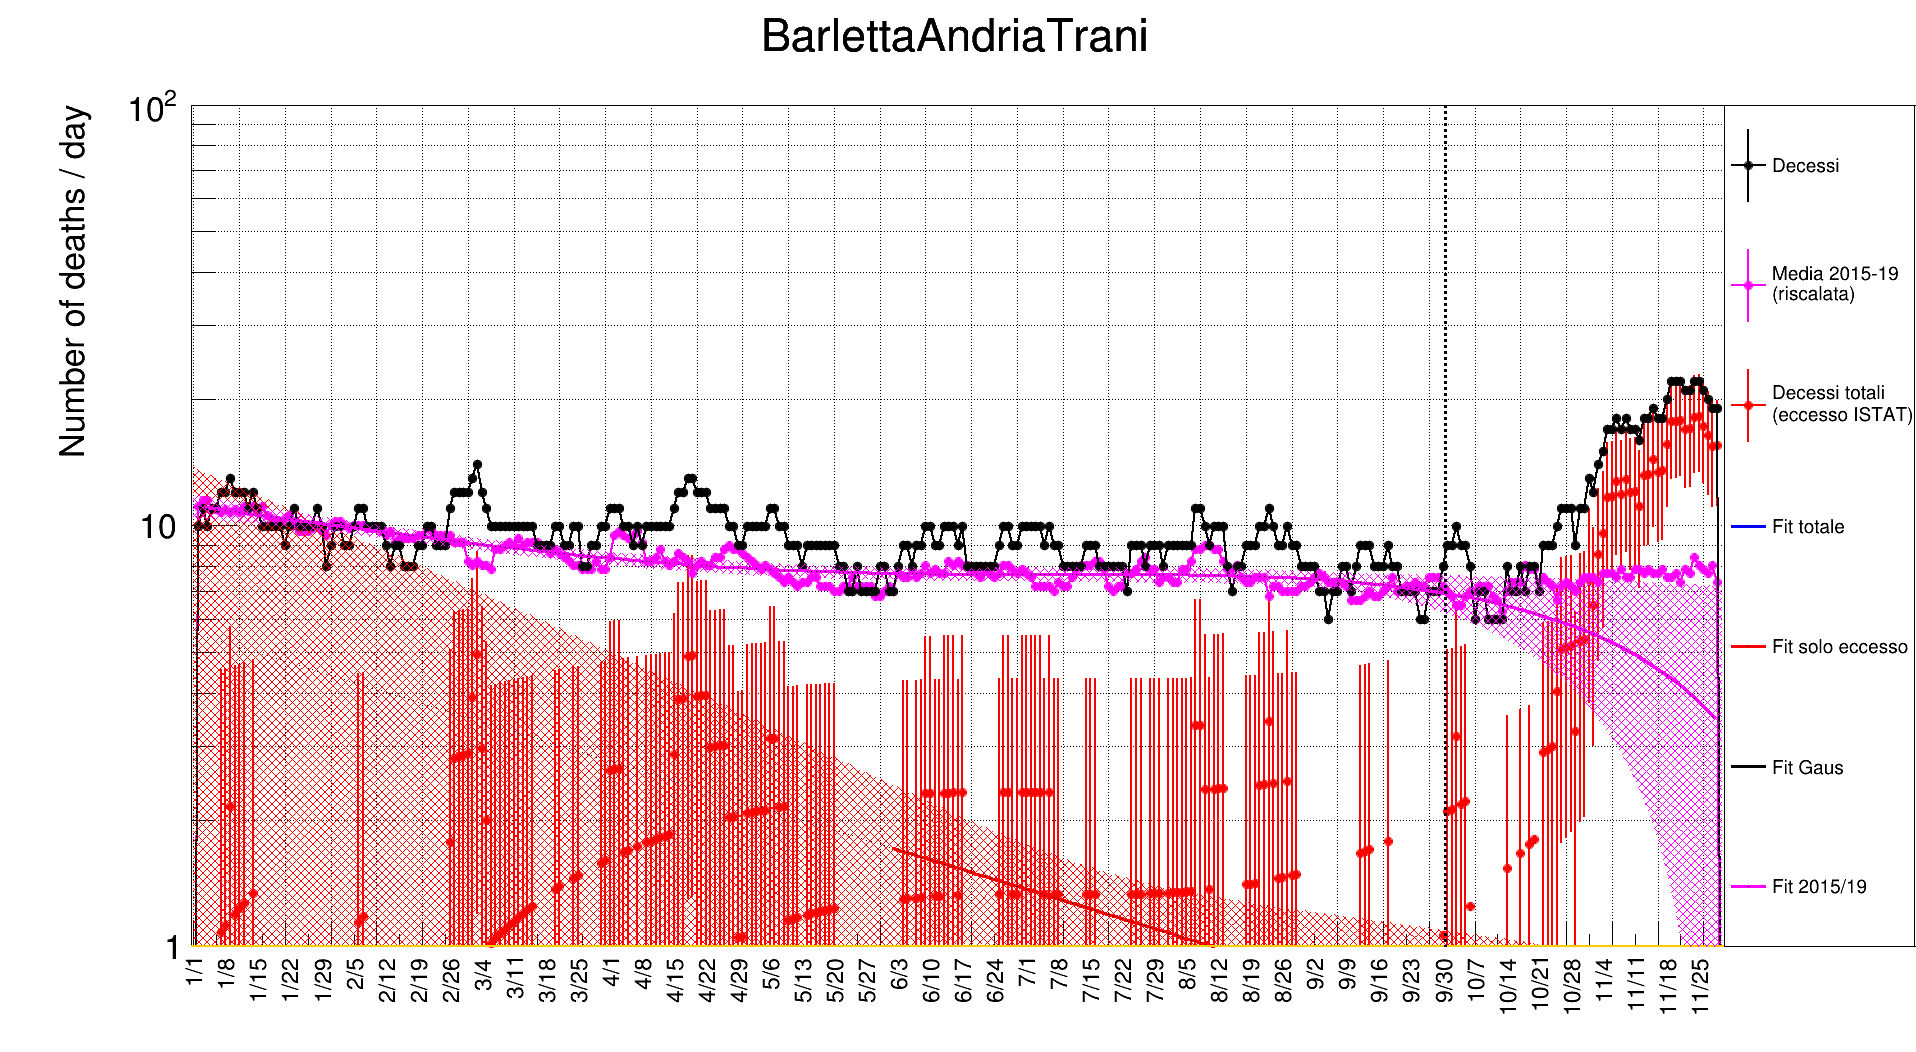 BarlettaAndriaTrani
Number of deaths / day
10²
10
1
1/1 1/8 1/15 1/22 1/29 2/5 2/12 2/19 2/26 3/4 3/11 3/18 3/25 4/1 4/8 4/15 4/22 4/29 5/6 5/13 5/20 5/27 6/3 6/10 6/17 6/24 7/1 7/8 7/15 7/22 7/29 8/5 8/12 8/19 8/26 9/2 9/9 9/16 9/23 9/30 10/7 10/14 10/21 10/28 11/4 11/11 11/18 11/25
Decessi
Media 2015-19
(riscalata)
Decessi totali
(eccesso ISTAT)
Fit totale
Fit solo eccesso
Fit Gaus
Fit 2015/19